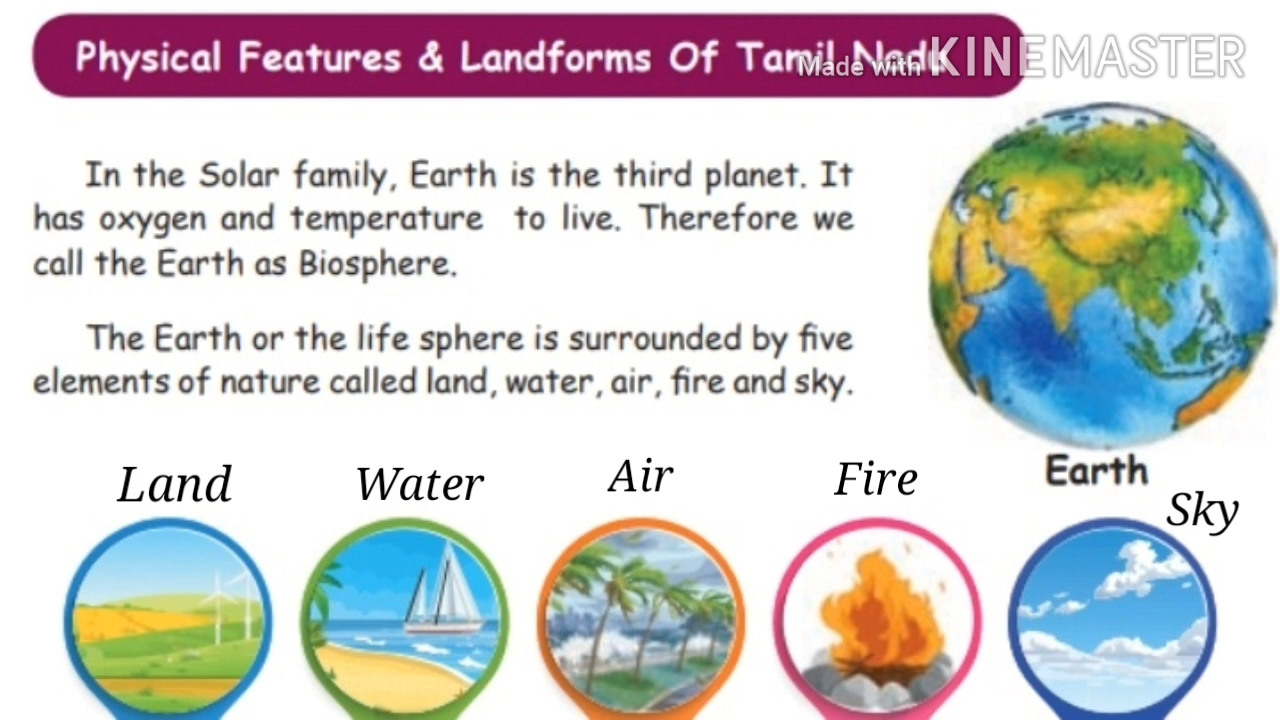 Physical Features & Landforms Of Tamil Nadu
Made with KINEMASTER
In the Solar family, Earth is the third planet. It
has oxygen and temperature to live. Therefore we
call the Earth as Biosphere.
The Earth or the life sphere is surrounded by five
elements of nature called land, water, air, fire and sky.
Earth
Land
Water
Air
Fire
Sky